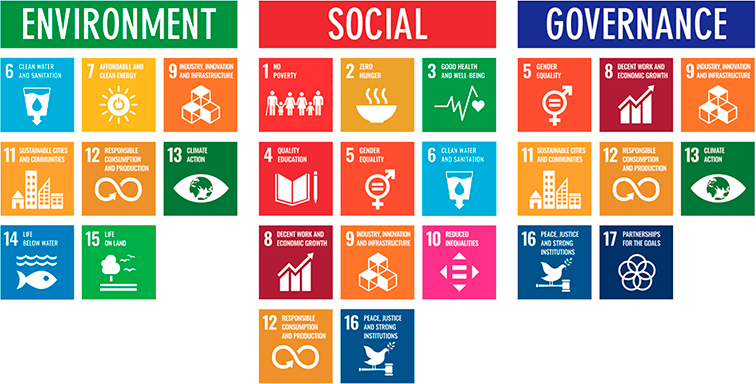 ENVIRONMENT
6 CLEAN WATER
AND SANITATION
7 AFFORDABLE AND
CLEAN ENERGY
9 INDUSTRY, INNOVATION
AND INFRASTRUCTURE
11 SUSTAINABLE CITIES
AND COMMUNITIES
12 RESPONSIBLE
CONSUMPTION
AND PRODUCTION
13 CLIMATE
ACTION
14 LIFE
BELOW WATER
15 LIFE
ON LAND
SOCIAL
1 NO
POVERTY
2 ZERO
HUNGER
3 GOOD HEALTH
AND WELL-BEING
4 QUALITY
EDUCATION
5 GENDER
EQUALITY
6 CLEAN WATER
AND SANITATION
8 DECENT WORK AND
ECONOMIC GROWTH
9 INDUSTRY, INNOVATION
AND INFRASTRUCTURE
10 REDUCED
INEQUALITIES
12 RESPONSIBLE
CONSUMPTION
AND PRODUCTION
16 PEACE, JUSTICE
AND STRONG
INSTITUTIONS
GOVERNANCE
5 GENDER
EQUALITY
8 DECENT WORK AND
ECONOMIC GROWTH
9 INDUSTRY, INNOVATION
AND INFRASTRUCTURE
11 SUSTAINABLE CITIES
AND COMMUNITIES
12 RESPONSIBLE
CONSUMPTION
AND PRODUCTION
13 CLIMATE
ACTION
16 PEACE, JUSTICE
AND STRONG
INSTITUTIONS
17 PARTNERSHIPS
FOR THE GOALS